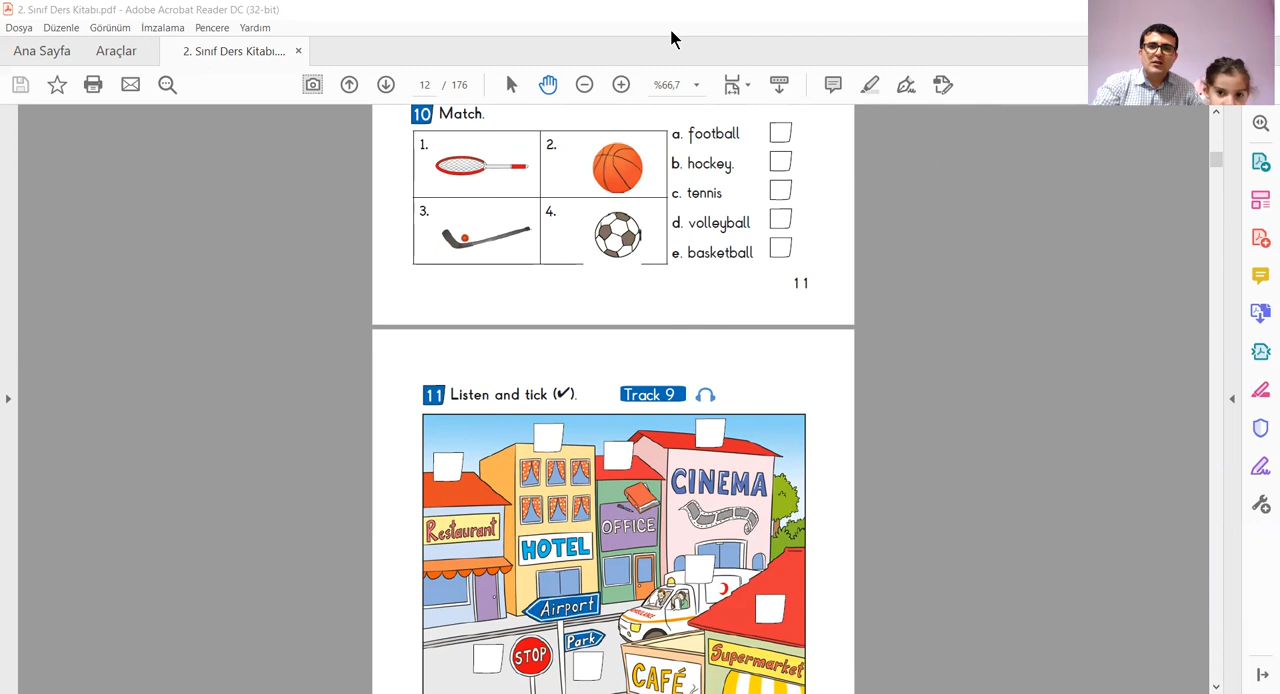 2. Sınıf Ders Kitabı.pdf - Adobe Acrobat Reader DC (32-bit)
Dosya Düzenle Görünüm İmzalama Pencere Yardım
Ana Sayfa Araçlar 2. Sınıf Ders Kitabı.... ×
12 / 176 %66,7
10 Match.
1. 2.
3. 4.
a. football
b. hockey.
c. tennis
d. volleyball
e. basketball
11
11 Listen and tick (✔). Track 9
CINEMA
Restaurant
OFFICE
HOTEL
Airport
AMBULANCE
Park
STOP
CAFÉ
Supermarket